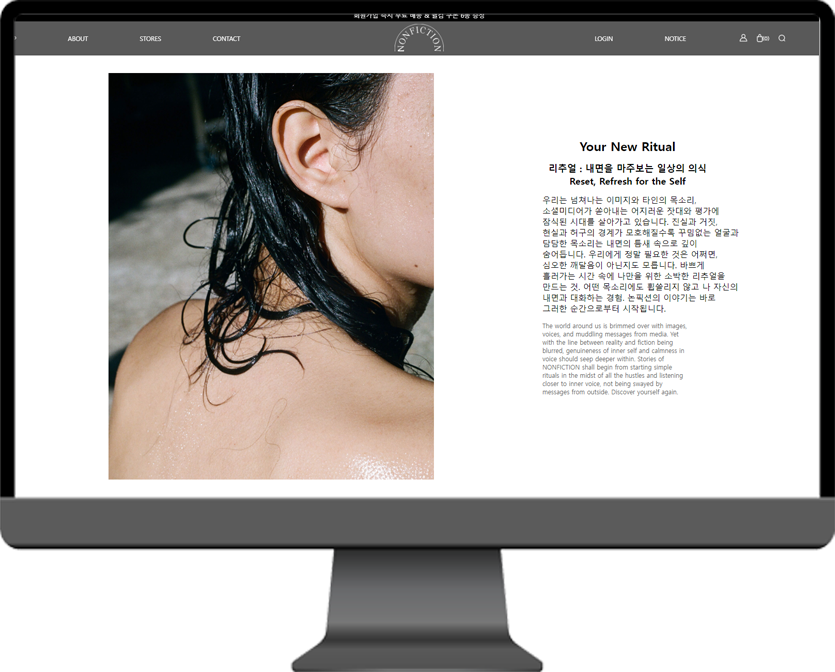 회원가입 즉시 무료 배송 & 웰컴 쿠폰 6종 증정
ABOUT STORES CONTACT NONFICTION LOGIN NOTICE (0)
Your New Ritual
리추얼 : 내면을 마주보는 일상의 의식
Reset, Refresh for the Self
우리는 넘쳐나는 이미지와 타인의 목소리,
소셜미디어가 쏟아내는 어지러운 잣대와 평가에
잠식된 시대를 살아가고 있습니다. 진실과 거짓,
현실과 허구의 경계가 모호해질수록 꾸밈없는 얼굴과
담담한 목소리는 내면의 틈새 속으로 깊이
숨어듭니다. 우리에게 정말 필요한 것은 어쩌면,
심오한 깨달음이 아닌지도 모릅니다. 바쁘게
흘러가는 시간 속에 나만을 위한 소박한 리추얼을
만드는 것. 어떤 목소리에도 휩쓸리지 않고 나 자신의
내면과 대화하는 경험. 논픽션의 이야기는 바로
그러한 순간으로부터 시작됩니다.
The world around us is brimmed over with images,
voices, and muddling messages from media. Yet
with the line between reality and fiction being
blurred, genuineness of inner self and calmness in
voice should seep deeper within. Stories of
NONFICTION shall begin from starting simple
rituals in the midst of all the hustles and listening
closer to inner voice, not being swayed by
messages from outside. Discover yourself again.